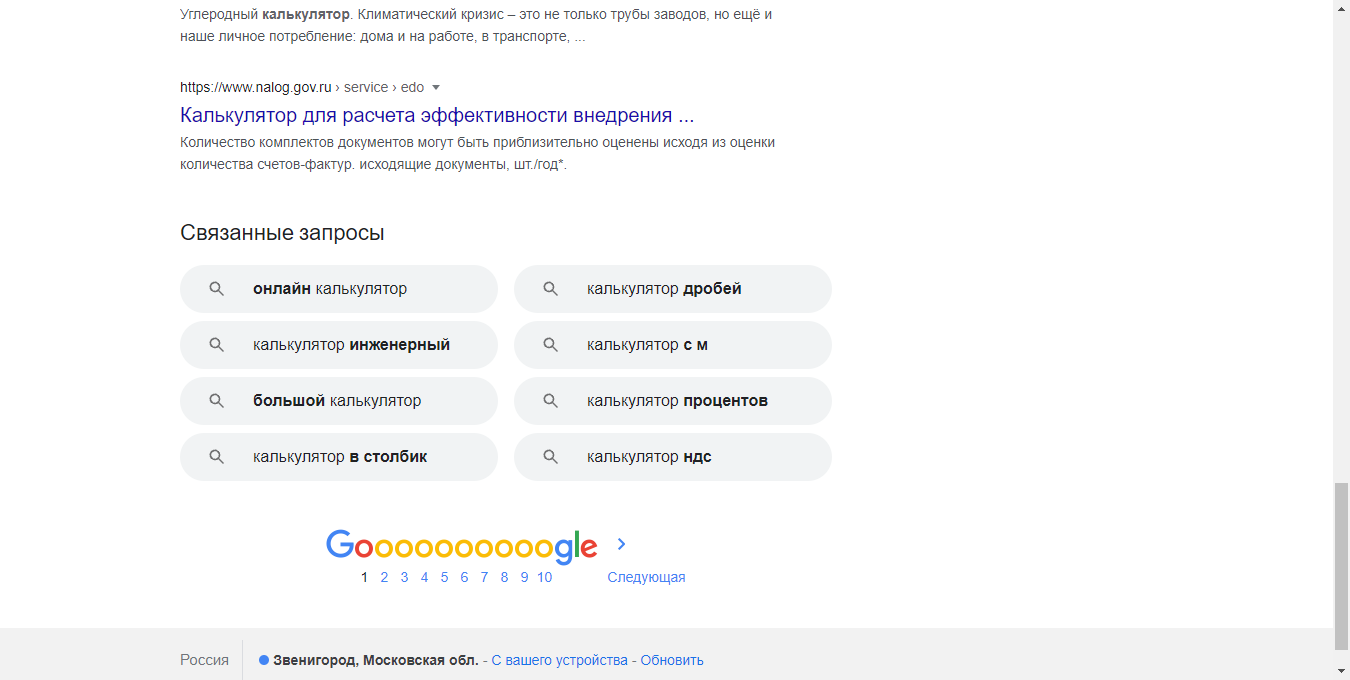 Углеродный калькулятор. Климатический кризис – это не только трубы заводов, но ещё и
наше личное потребление: дома и на работе, в транспорте, ...
https://www.nalog.gov.ru › service › edo
Калькулятор для расчета эффективности внедрения ...
Количество комплектов документов могут быть приблизительно оценены исходя из оценки
количества счетов-фактур. исходящие документы, шт./год*.
Связанные запросы
онлайн калькулятор
калькулятор дробей
калькулятор инженерный
калькулятор с м
большой калькулятор
калькулятор процентов
калькулятор в столбик
калькулятор ндс
Goooooooooogle
1 2 3 4 5 6 7 8 9 10 Следующая
Россия
Звенигород, Московская обл. - С вашего устройства - Обновить